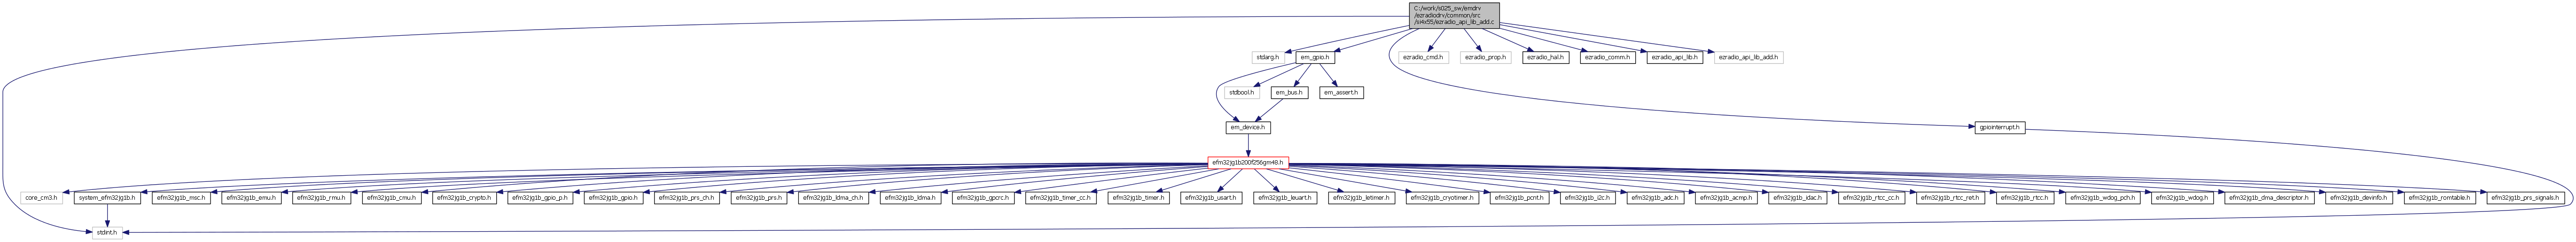 C:/work/s025_sw/emdrv
/ezradiodrv/common/src
/si4x55/ezradio_api_lib_add.c
stdarg.h
em_gpio.h
ezradio_cmd.h
ezradio_prop.h
ezradio_hal.h
ezradio_comm.h
ezradio_api_lib.h
ezradio_api_lib_add.h
stdbool.h
em_bus.h
em_assert.h
em_device.h
gpiointerrupt.h
efm32jg1b200f256gm48.h
core_cm3.h
system_efm32jg1b.h
efm32jg1b_msc.h
efm32jg1b_emu.h
efm32jg1b_rmu.h
efm32jg1b_cmu.h
efm32jg1b_crypto.h
efm32jg1b_gpio_p.h
efm32jg1b_gpio.h
efm32jg1b_prs_ch.h
efm32jg1b_prs.h
efm32jg1b_ldma_ch.h
efm32jg1b_ldma.h
efm32jg1b_gpcrc.h
efm32jg1b_timer_cc.h
efm32jg1b_timer.h
efm32jg1b_usart.h
efm32jg1b_leuart.h
efm32jg1b_letimer.h
efm32jg1b_cryotimer.h
efm32jg1b_pcnt.h
efm32jg1b_i2c.h
efm32jg1b_adc.h
efm32jg1b_acmp.h
efm32jg1b_idac.h
efm32jg1b_rtcc_cc.h
efm32jg1b_rtcc_ret.h
efm32jg1b_rtcc.h
efm32jg1b_wdog_pch.h
efm32jg1b_wdog.h
efm32jg1b_dma_descriptor.h
efm32jg1b_devinfo.h
efm32jg1b_romtable.h
efm32jg1b_prs_signals.h
stdint.h